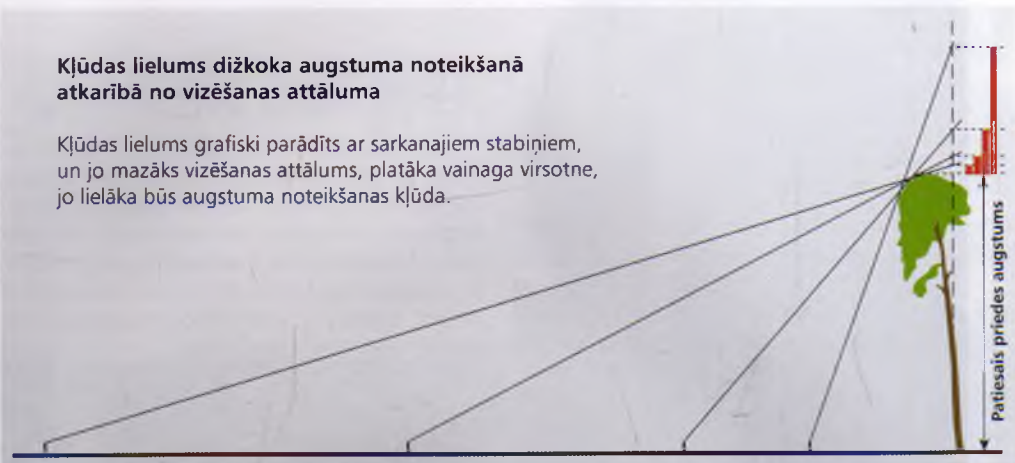 Kļūdas lielums dižkoka augstuma noteikšanā
atkarībā no vizēšanas attāluma
Kļūdas lielums grafiski parādīts ar sarkanajiem stabiņiem,
un jo mazāks vizēšanas attālums, platāka vainaga virsotne,
jo lielāka būs augstuma noteikšanas kļūda.
Patiesais priedes augstums